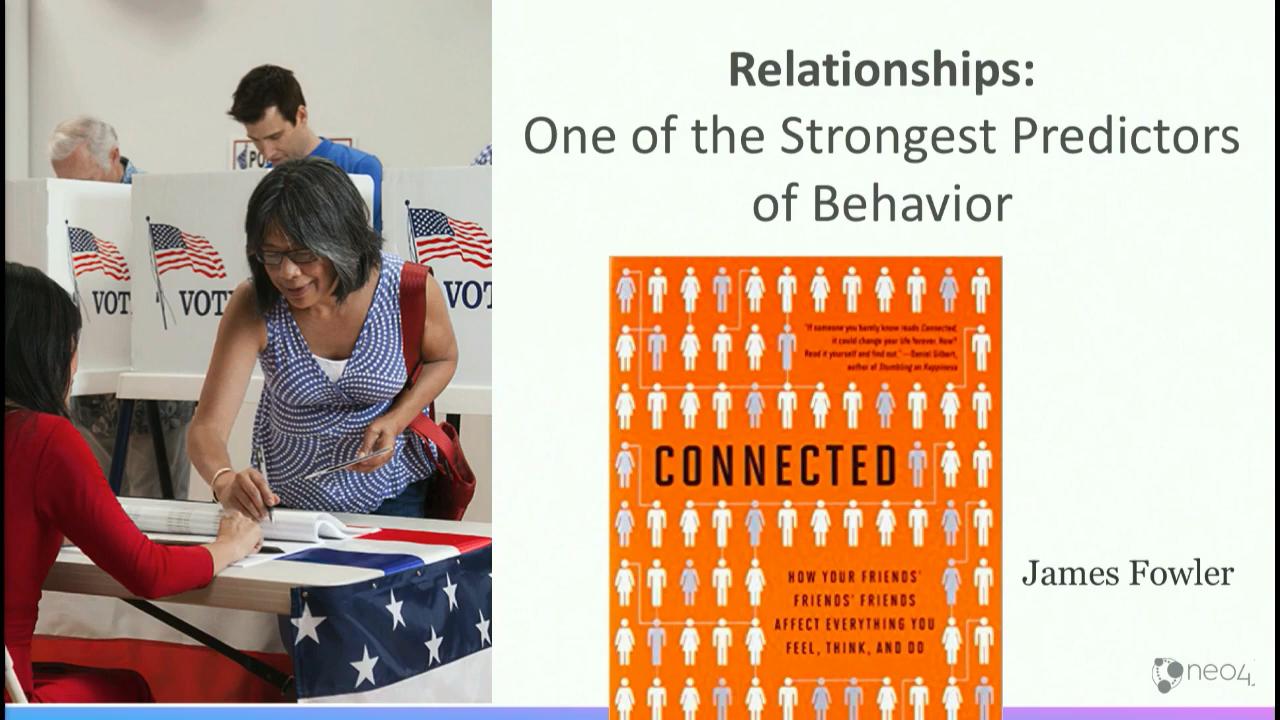 Relationships:
One of the Strongest Predictors
of Behavior
PO
VOT
VOT
VOT
"If someone you barely know reads Connected,
it could change your life forever. How?
Read it yourself and find out." —Daniel Gilbert,
author of Stumbling on Happiness
CONNECTED
HOW YOUR FRIENDS'
FRIENDS' FRIENDS
AFFECT EVERYTHING YOU
FEEL, THINK, AND DO
James Fowler
neo4j